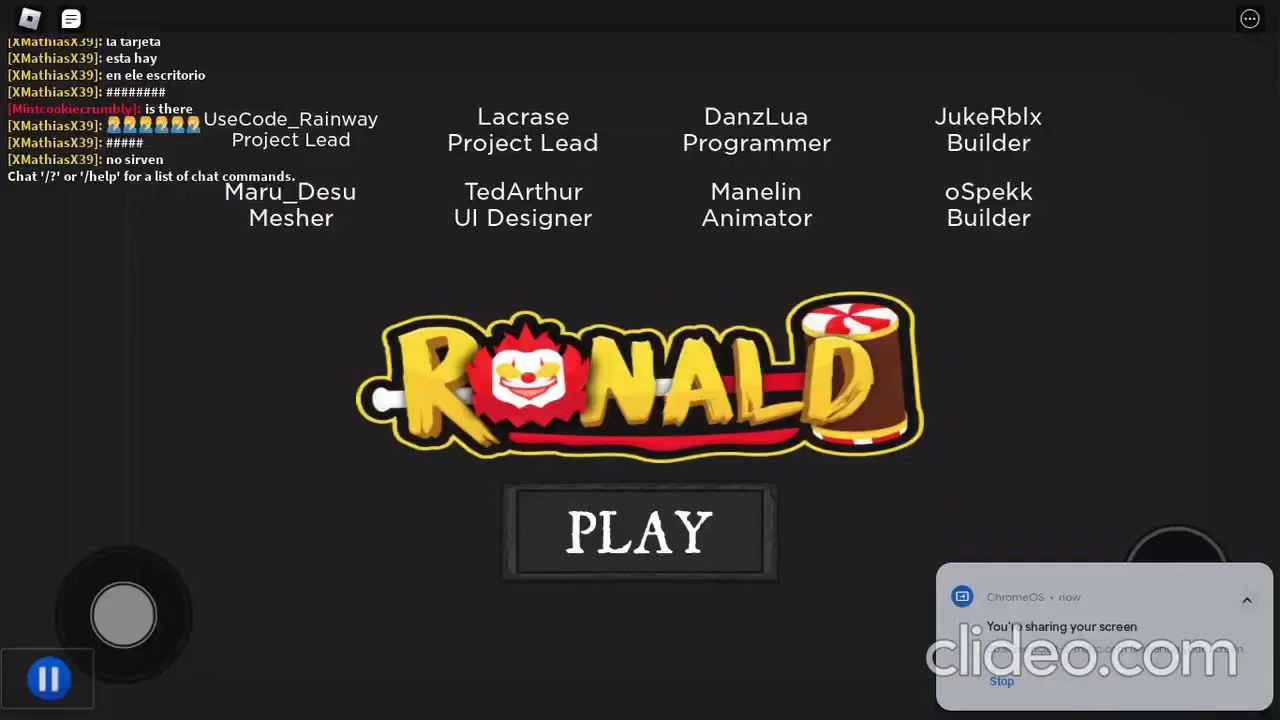 [XMathiasX39]: la tarjeta
[XMathiasX39]: esta hay
[XMathiasX39]: en ele escritorio
[XMathiasX39]: ########
[Mintcookiecrumbly]: is there
[XMathiasX39]: 🤦‍♂️🤦‍♂️🤦‍♂️🤦‍♂️🤦‍♂️🤦‍♂️
[XMathiasX39]: #####
[XMathiasX39]: no sirven
Chat '/?' or '/help' for a list of chat commands.
UseCode_Rainway Lacrase DanzLua JukeRblx
Project Lead Project Lead Programmer Builder
Maru_Desu TedArthur Manelin oSpekk
Mesher UI Designer Animator Builder
RONALD
PLAY
ChromeOS • now
You're sharing your screen
clideo.com
Stop